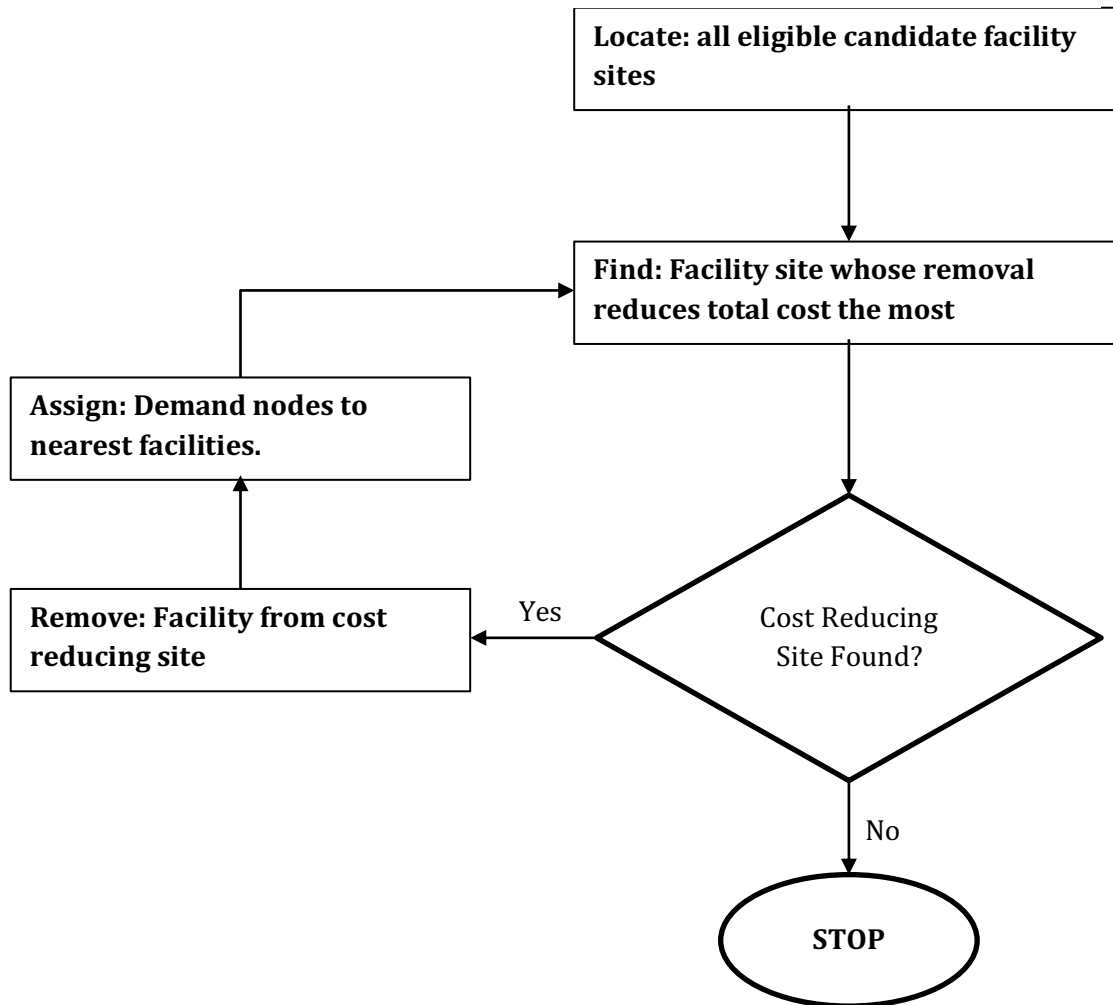 Locate: all eligible candidate facility
sites
Find: Facility site whose removal
reduces total cost the most
Assign: Demand nodes to
nearest facilities.
Remove: Facility from cost
reducing site
Yes
Cost Reducing
Site Found?
No
STOP